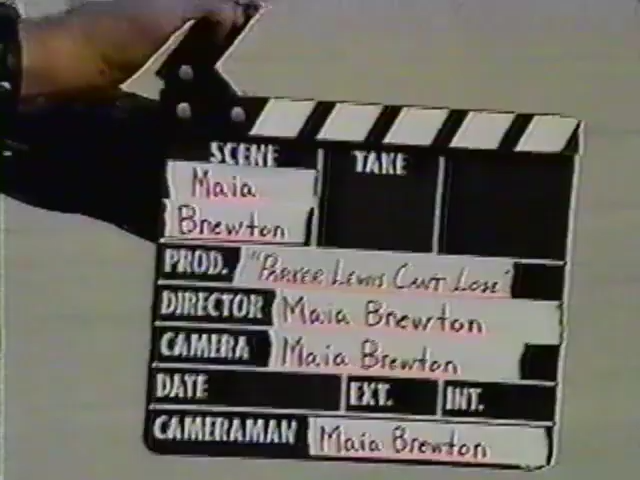 SCENE
TAKE
Maia
Brewton
PROD. "PARKER LEWIS CAN'T LOSE"
DIRECTOR Maia Brewton
CAMERA Maia Brewton
DATE EXT. INT.
CAMERAMAN Maia Brewton